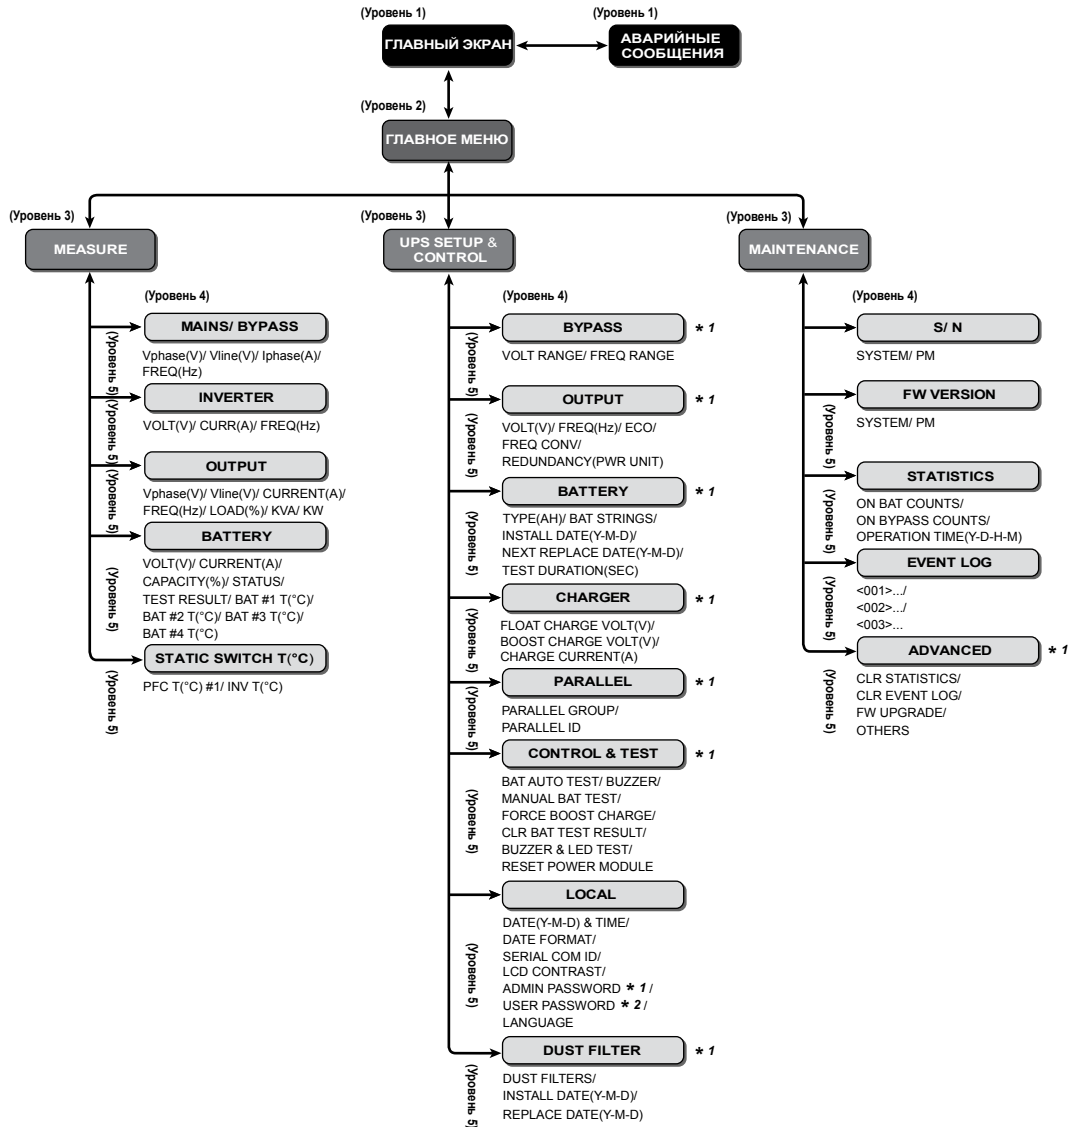 (Уровень 1)
ГЛАВНЫЙ ЭКРАН
(Уровень 1)
АВАРИЙНЫЕ
СООБЩЕНИЯ
(Уровень 2)
ГЛАВНОЕ МЕНЮ
(Уровень 3)
MEASURE
(Уровень 4)
MAINS/ BYPASS
(Уровень 5)
Vphase(V)/ Vline(V)/ Iphase(A)/
FREQ(Hz)
INVERTER
(Уровень 5)
VOLT(V)/ CURR(A)/ FREQ(Hz)
OUTPUT
(Уровень 5)
Vphase(V)/ Vline(V)/ CURRENT(A)/
FREQ(Hz)/ LOAD(%)/ KVA/ KW
BATTERY
(Уровень 5)
VOLT(V)/ CURRENT(A)/
CAPACITY(%)/ STATUS/
TEST RESULT/ BAT #1 T(°C)/
BAT #2 T(°C)/ BAT #3 T(°C)/
BAT #4 T(°C)
STATIC SWITCH T(°C)
(Уровень 5)
PFC T(°C) #1/ INV T(°C)
(Уровень 3)
UPS SETUP &
CONTROL
(Уровень 4)
BYPASS * 1
(Уровень 5)
VOLT RANGE/ FREQ RANGE
OUTPUT * 1
(Уровень 5)
VOLT(V)/ FREQ(Hz)/ ECO/
FREQ CONV/
REDUNDANCY(PWR UNIT)
BATTERY * 1
(Уровень 5)
TYPE(AH)/ BAT STRINGS/
INSTALL DATE(Y-M-D)/
NEXT REPLACE DATE(Y-M-D)/
TEST DURATION(SEC)
CHARGER * 1
(Уровень 5)
FLOAT CHARGE VOLT(V)/
BOOST CHARGE VOLT(V)/
CHARGE CURRENT(A)
PARALLEL * 1
(Уровень 5)
PARALLEL GROUP/
PARALLEL ID
CONTROL & TEST * 1
(Уровень 5)
BAT AUTO TEST/ BUZZER/
MANUAL BAT TEST/
FORCE BOOST CHARGE/
CLR BAT TEST RESULT/
BUZZER & LED TEST/
RESET POWER MODULE
LOCAL
(Уровень 5)
DATE(Y-M-D) & TIME/
DATE FORMAT/
SERIAL COM ID/
LCD CONTRAST/
ADMIN PASSWORD * 1 /
USER PASSWORD * 2 /
LANGUAGE
DUST FILTER * 1
(Уровень 5)
DUST FILTERS/
INSTALL DATE(Y-M-D)/
REPLACE DATE(Y-M-D)
(Уровень 3)
MAINTENANCE
(Уровень 4)
S/ N
SYSTEM/ PM
FW VERSION
(Уровень 5)
SYSTEM/ PM
STATISTICS
(Уровень 5)
ON BAT COUNTS/
ON BYPASS COUNTS/
OPERATION TIME(Y-D-H-M)
EVENT LOG
<001>.../
<002>.../
<003>...
ADVANCED * 1
(Уровень 5)
CLR STATISTICS/
CLR EVENT LOG/
FW UPGRADE/
OTHERS